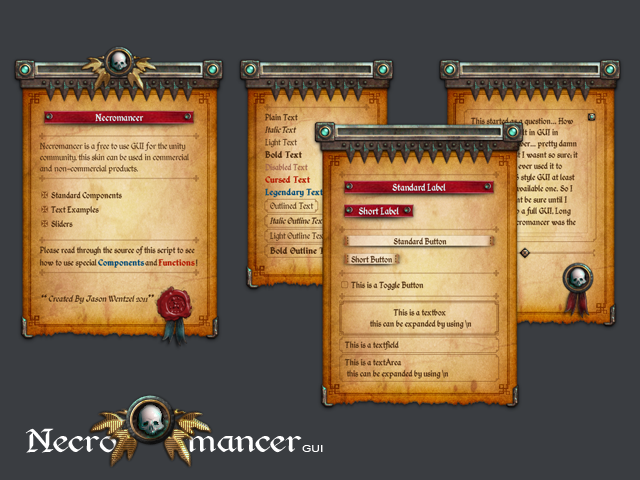 Necromancer
Necromancer is a free to use GUI for the unity
community, this skin can be used in commercial
and non-commercial products.
Standard Components
Text Examples
Sliders
Please read through the source of this script to see
how to use special Components and Functions!
** Created By Jason Wentzel 2011**
Plain Text
Italic Text
Light Text
Bold Text
Disabled Text
Cursed Text
Legendary Text
Outlined Text
Italic Outline Text
Light Outline Te
Bold Outline T
Standard Label
Short Label
Standard Button
Short Button
This is a Toggle Button
This is a textbox
this can be expanded by using \n
This is a textfield
This is a textArea
this can be expanded by using \n
This started as a question... How
t in GUI in
ver... pretty damn
t I wasnt so sure, it
ever used it to
style GUI at least
available one. So I
nt be sure until I
a full GUI. Long
cromancer was the
Necromancer GUI